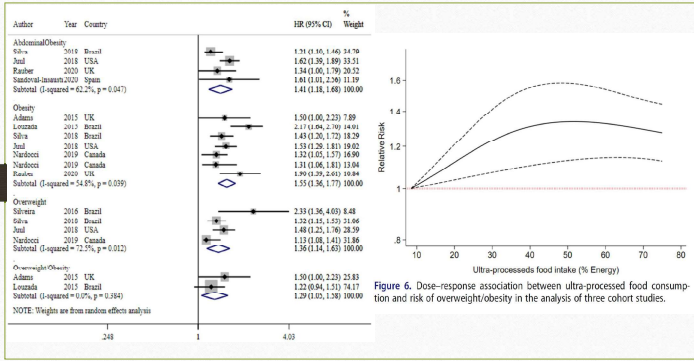 Author Year Country HR (95% CI) % Weight
AbdominalObesity
Silva 2018 Brazil 1.21 (1.10, 1.46) 34.79
Juul 2018 USA 1.62 (1.39, 1.89) 33.51
Rauber 2020 UK 1.34 (1.00, 1.79) 20.52
Sandoval-Insausti 2020 Spain 1.61 (1.01, 2.56) 11.19
Subtotal (I-squared = 62.2%, p = 0.047) 1.41 (1.18, 1.68) 100.00
Obesity
Adams 2015 UK 1.50 (1.00, 2.23) 7.89
Louzada 2015 Brazil 2.17 (1.64, 2.70) 14.01
Silva 2018 Brazil 1.43 (1.20, 1.72) 18.29
Juul 2018 USA 1.53 (1.29, 1.81) 19.02
Nardocci 2019 Canada 1.32 (1.05, 1.57) 16.90
Nardocci 2019 Canada 1.31 (1.06, 1.81) 13.04
Rauber 2020 UK 10.84
Subtotal (I-squared = 54.8%, p = 0.039) 1.55 (1.36, 1.77) 100.00
Overweight
Silveira 2016 Brazil 2.33 (1.36, 4.03) 8.48
Silva 2018 Brazil 1.32 (1.15, 1.53) 31.06
Juul 2018 USA 1.48 (1.25, 1.76) 28.59
Nardocci 2019 Canada 1.13 (1.08, 1.41) 31.86
Subtotal (I-squared = 72.5%, p = 0.012) 1.36 (1.14, 1.63) 100.00
Overweight/Obesity
Adams 2015 UK 1.50 (1.00, 2.23) 25.83
Louzada 2015 Brazil 1.22 (0.94, 1.51) 74.17
Subtotal (I-squared = 0.0%, p = 0.384) 1.29 (1.05, 1.58) 100.00
NOTE: Weights are from random effects analysis
.248 1 4.03
Relative Risk
1.6
1.4
1.2
1
.8
10 20 30 40 50 60 70 80
Ultra-processeds food intake (% Energy)
Figure 6. Dose–response association between ultra-processed food consump-
tion and risk of overweight/obesity in the analysis of three cohort studies.